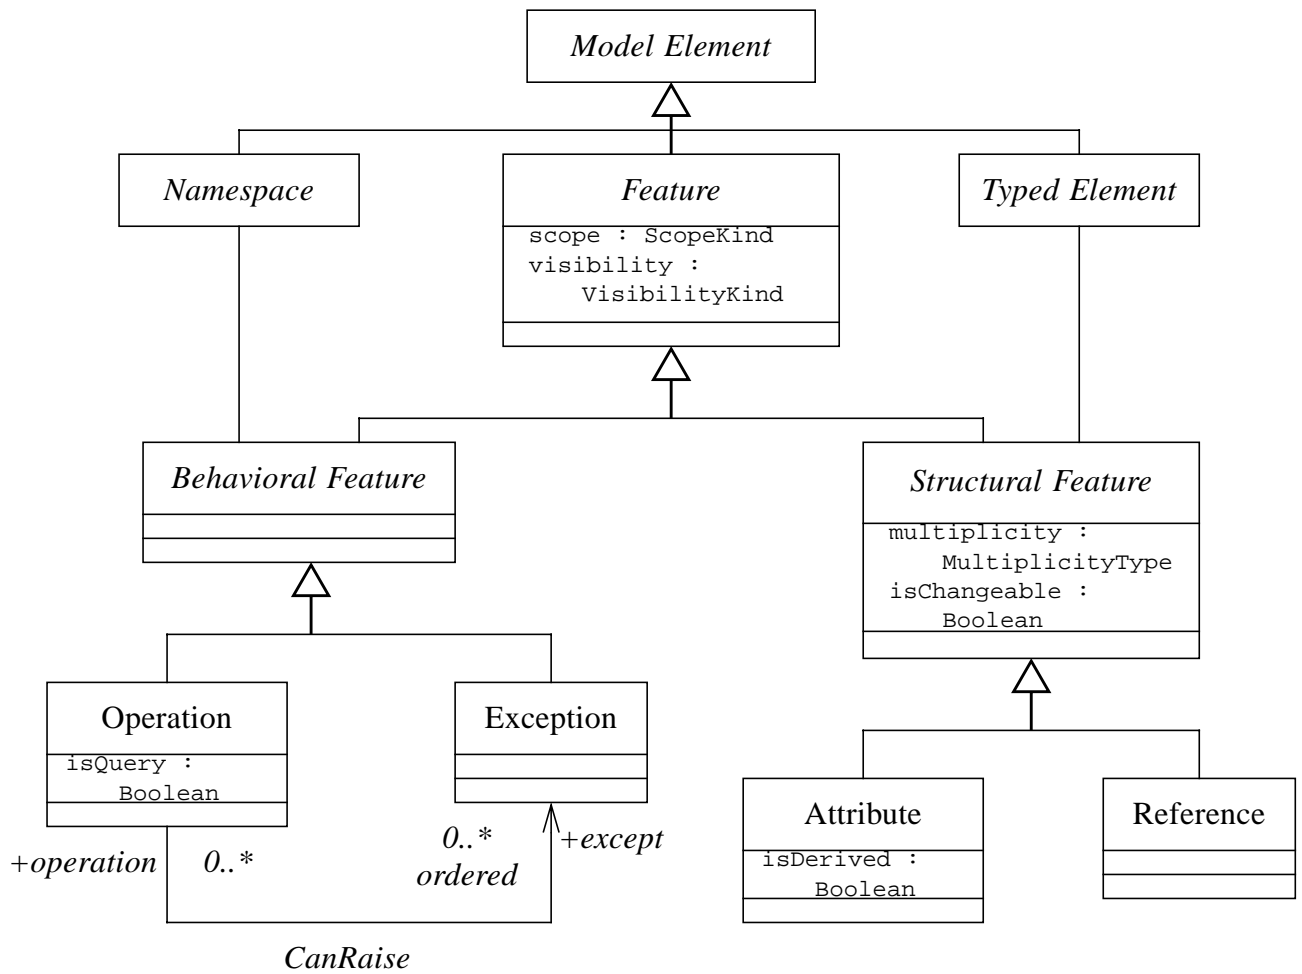 Model Element
Namespace
Feature
Typed Element
scope : ScopeKind
visibility :
VisibilityKind
Behavioral Feature
Structural Feature
multiplicity :
MultiplicityType
isChangeable :
Boolean
Operation
isQuery :
Boolean
Exception
Attribute
isDerived :
Boolean
Reference
+operation
0..*
0..*
ordered
+except
CanRaise